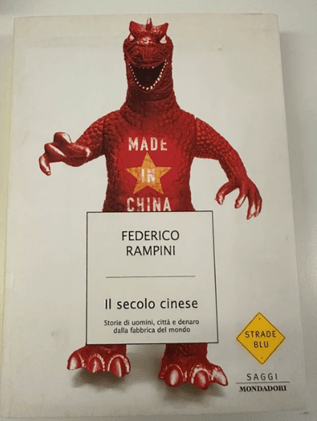 MADE
IN
CHINA
FEDERICO
RAMPINI
Il secolo cinese
Storie di uomini, città e denaro
dalla fabbrica del mondo
STRADE
BLU
SAGGI
MONDADORI